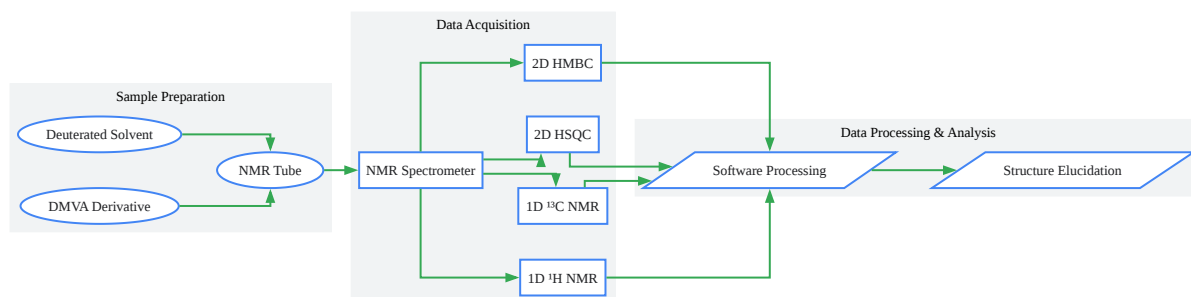 Sample Preparation
Deuterated Solvent
DMVA Derivative
NMR Tube
Data Acquisition
NMR Spectrometer
2D HMBC
2D HSQC
1D ¹³C NMR
1D ¹H NMR
Data Processing & Analysis
Software Processing
Structure Elucidation